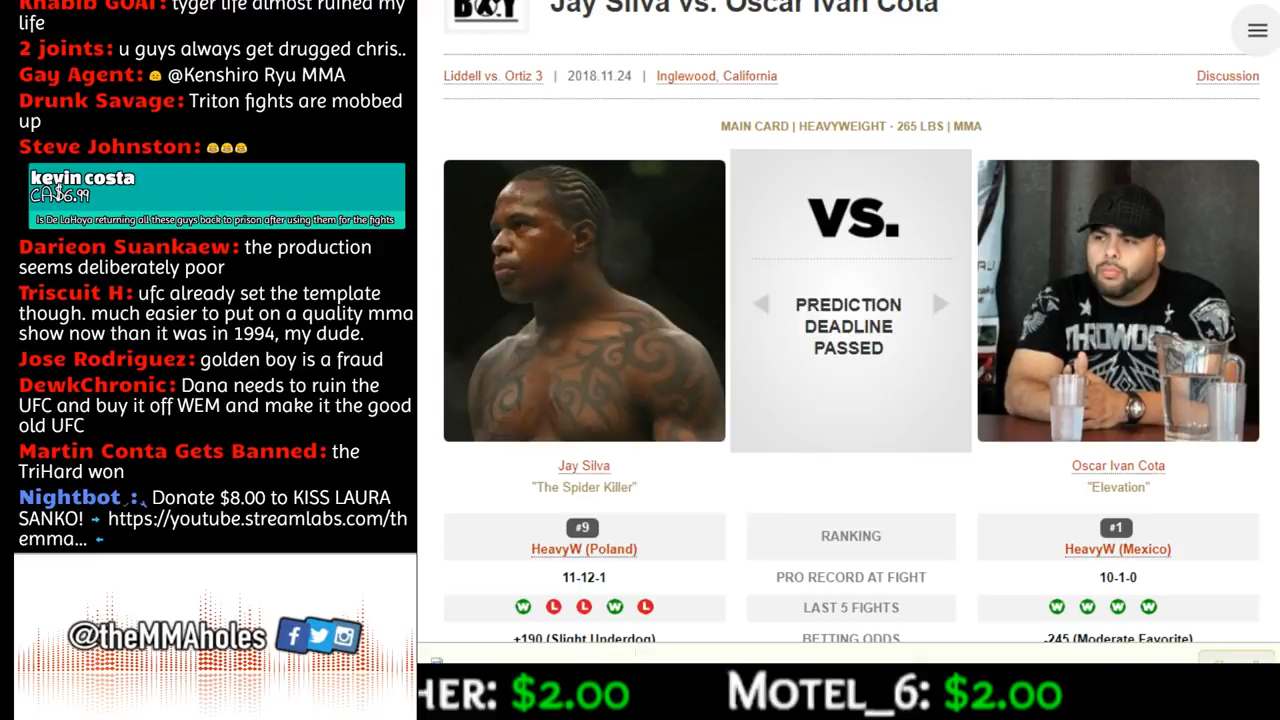 Khabib GOAT: tyger life almost ruined my
life
2 joints: u guys always get drugged chris..
Gay Agent: @Kenshiro Ryu MMA
Drunk Savage: Triton fights are mobbed
up
Steve Johnston:
kevin costa
CA$6.99
Is De LaHoya returning all these guys back to prison after using them for the fights
Darieon Suankaew: the production
seems deliberately poor
Triscuit H: ufc already set the template
though. much easier to put on a quality mma
show now than it was in 1994, my dude.
Jose Rodriguez: golden boy is a fraud
DewkChronic: Dana needs to ruin the
UFC and buy it off WEM and make it the good
old UFC
Martin Conta Gets Banned: the
TriHard won
Nightbot : Donate $8.00 to KISS LAURA
SANKO! → https://youtube.streamlabs.com/th
emma... ←
@theMMAholes
BOY
Jay Silva vs. Oscar Ivan Cota
Liddell vs. Ortiz 3 | 2018.11.24 | Inglewood, California
Discussion
MAIN CARD | HEAVYWEIGHT · 265 LBS | MMA
VS.
PREDICTION
DEADLINE
PASSED
THROWDO
Jay Silva
"The Spider Killer"
Oscar Ivan Cota
"Elevation"
#9
HeavyW (Poland)
RANKING
#1
HeavyW (Mexico)
11-12-1
PRO RECORD AT FIGHT
10-1-0
W L L W L
LAST 5 FIGHTS
W W W W
+190 (Slight Underdog)
BETTING ODDS
-245 (Moderate Favorite)
HER: $2.00 MOTEL_6: $2.00